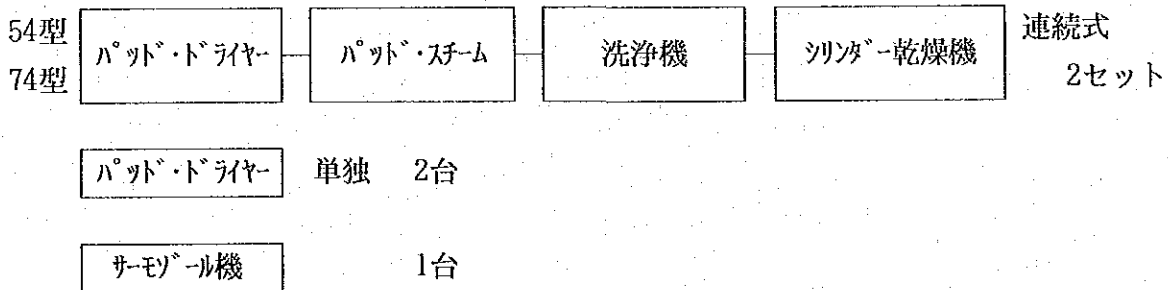 54型
74型
パッド・ドライヤー
パッド・スチーム
洗浄機
シリンダー乾燥機
連続式
2セット
パッド・ドライヤー 単独 2台
サーモゾール機 1台